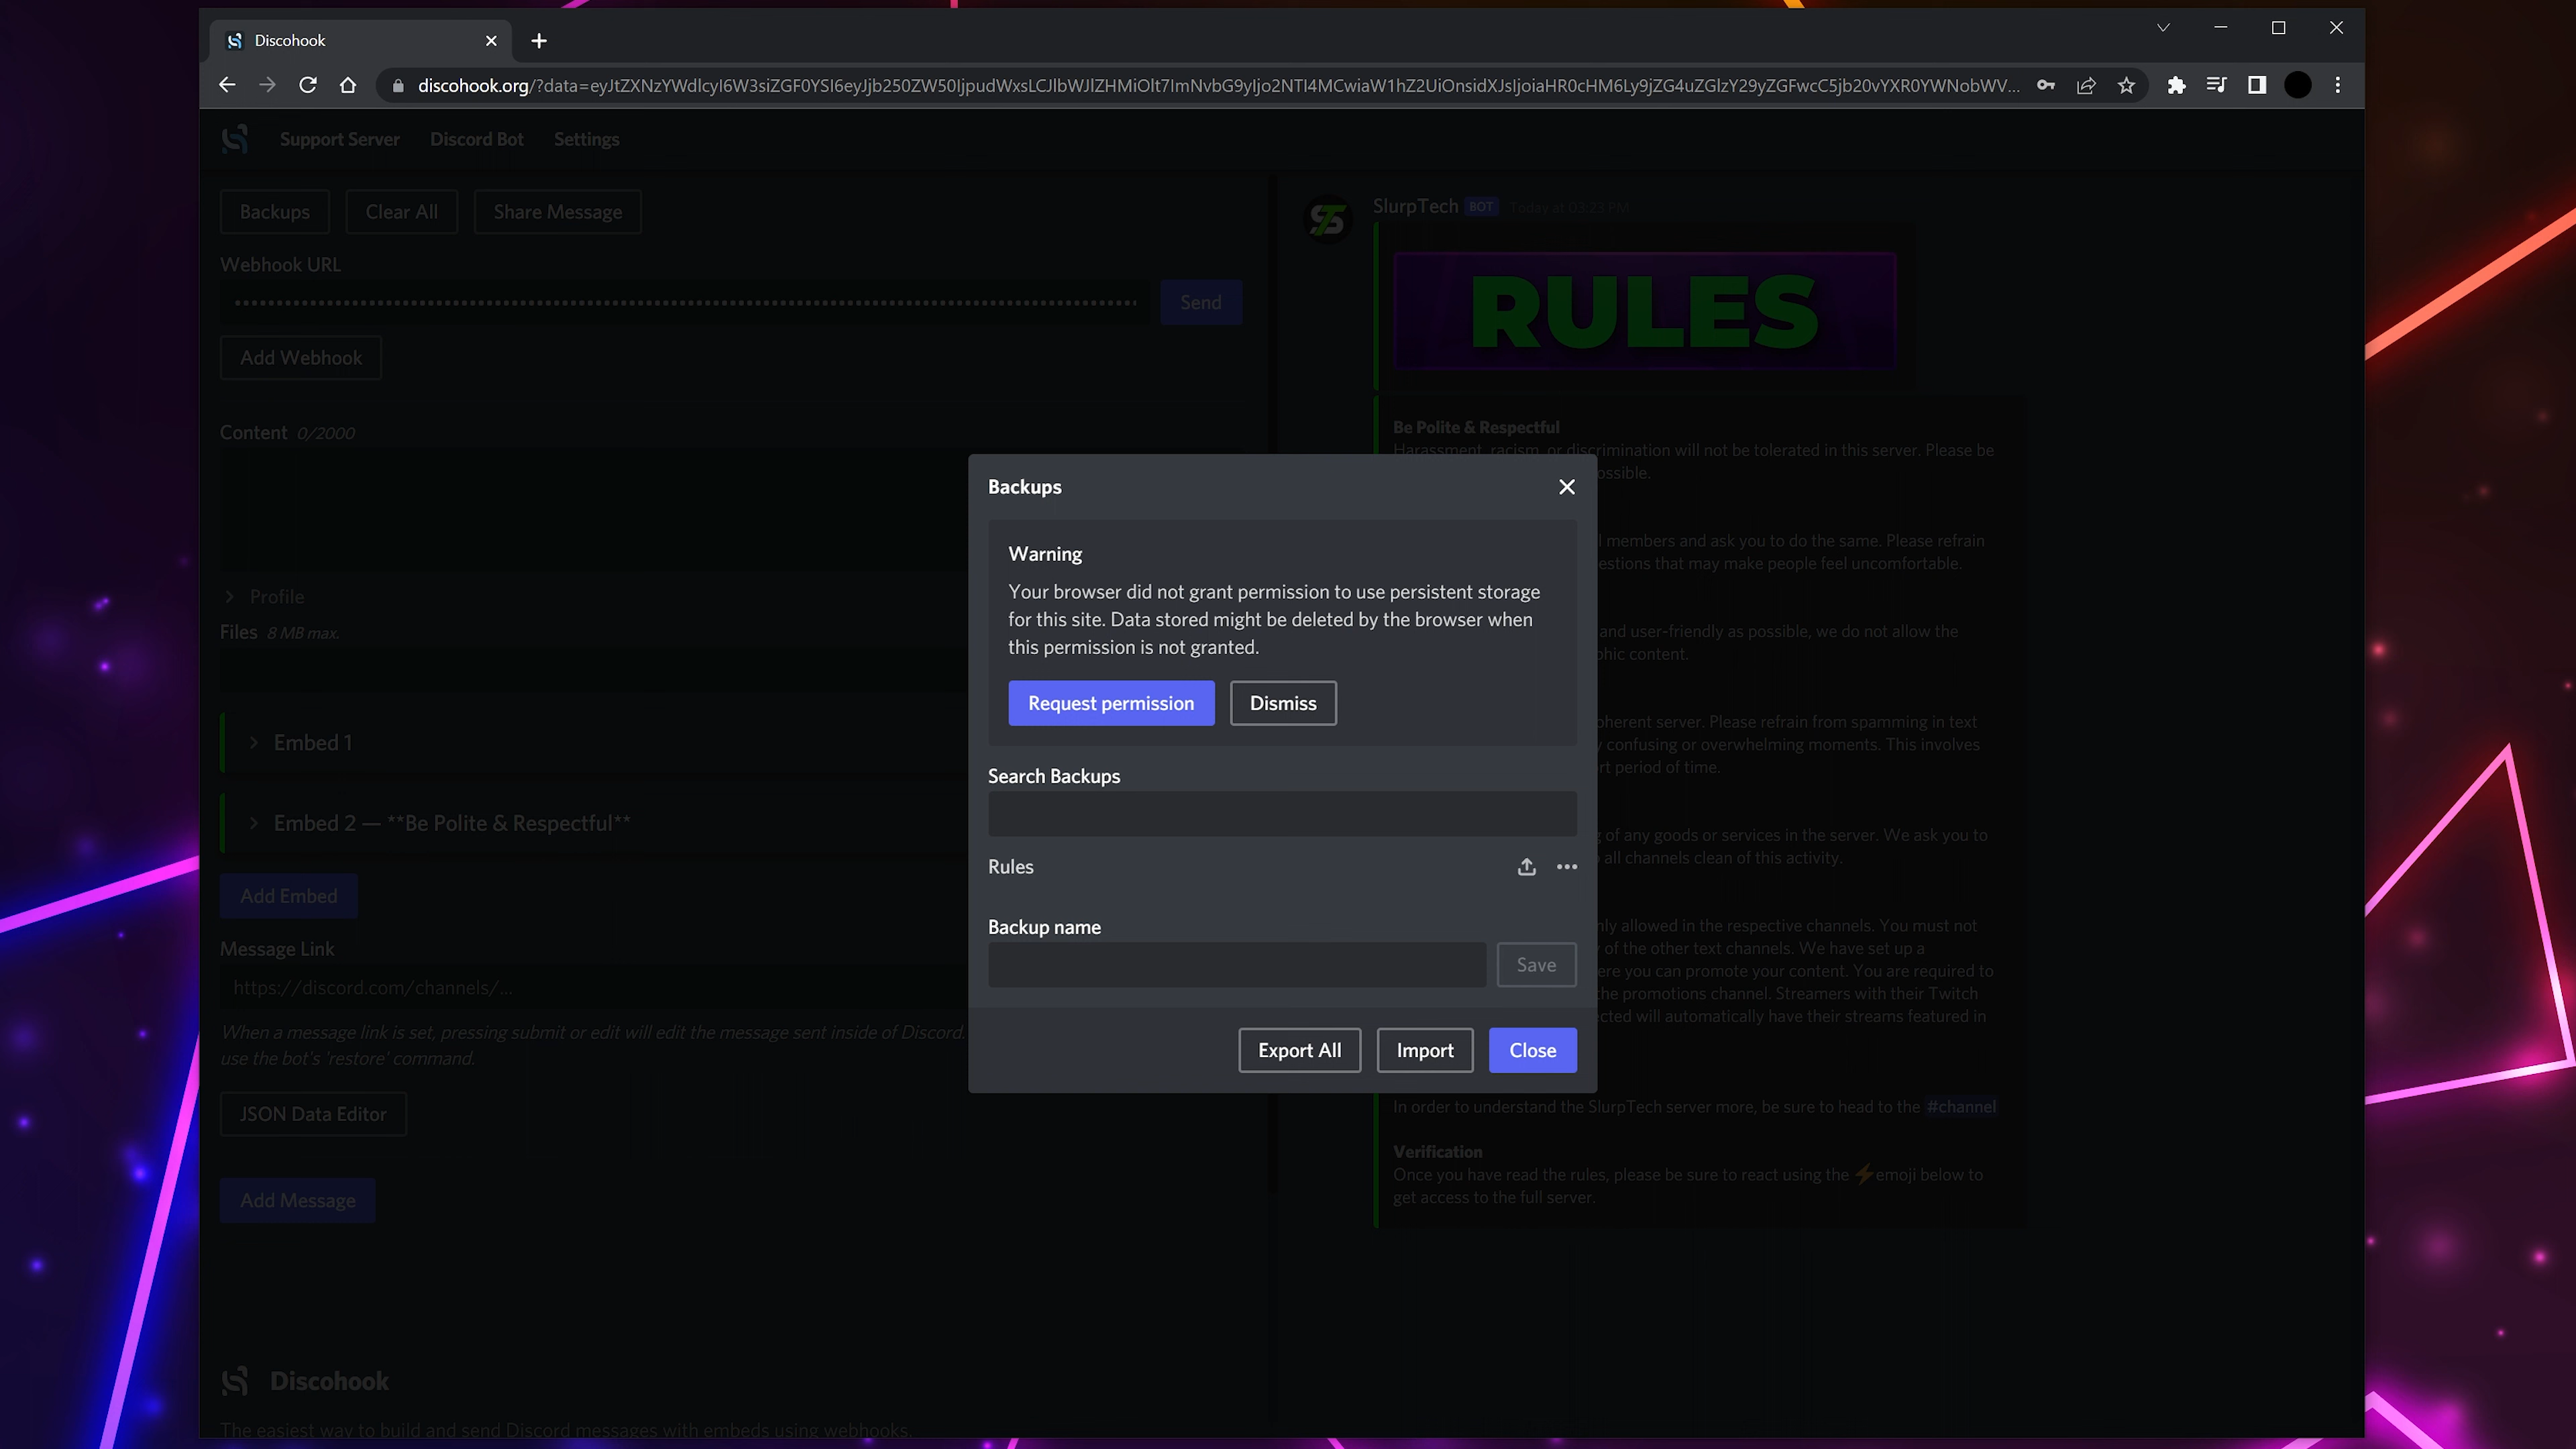 Discohook
discohook.org/?data=eyJtZXNzYWdlcyI6W3siZGF0YSI6eyJjb250ZW50IjpudWxsLCJlbWJlZHMiOlt7ImNvbG9yIjo2NTI4MCwiaW1hZ2UiOnsidXJsIjoiaHR0cHM6Ly9jZG4uZGlzY29yZGFwcC5jb20vYXR0YWNobWV...
Support Server Discord Bot Settings
Backups Clear All Share Message
Webhook URL
Send
Add Webhook
Content 0/2000
Profile
Files 8 MB max.
Embed 1
Embed 2 — **Be Polite & Respectful**
Add Embed
Message Link
https://discord.com/channels/...
When a message link is set, pressing submit or edit will edit the message sent inside of Discord.
use the bot's 'restore' command.
JSON Data Editor
Add Message
Discohook
The easiest way to build and send Discord messages with embeds using webhooks.
Backups
Warning
Your browser did not grant permission to use persistent storage
for this site. Data stored might be deleted by the browser when
this permission is not granted.
Request permission Dismiss
Search Backups
Rules
Backup name
Save
Export All Import Close
SlurpTech BOT Today at 03:23 PM
RULES
Be Polite & Respectful
Harassment, racism, or discrimination will not be tolerated in this server. Please be
members and ask you to do the same. Please refrain
that may make people feel uncomfortable.
and user-friendly as possible, we do not allow the
content.
server. Please refrain from spamming in text
confusing or overwhelming moments. This involves
period of time.
of any goods or services in the server. We ask you to
all channels clean of this activity.
allowed in the respective channels. You must not
of the other text channels. We have set up a
you can promote your content. You are required to
the promotions channel. Streamers with their Twitch
will automatically have their streams featured in
In order to understand the SlurpTech server more, be sure to head to the #channel
Verification
Once you have read the rules, please be sure to react using the ⚡emoji below to
get access to the full server.